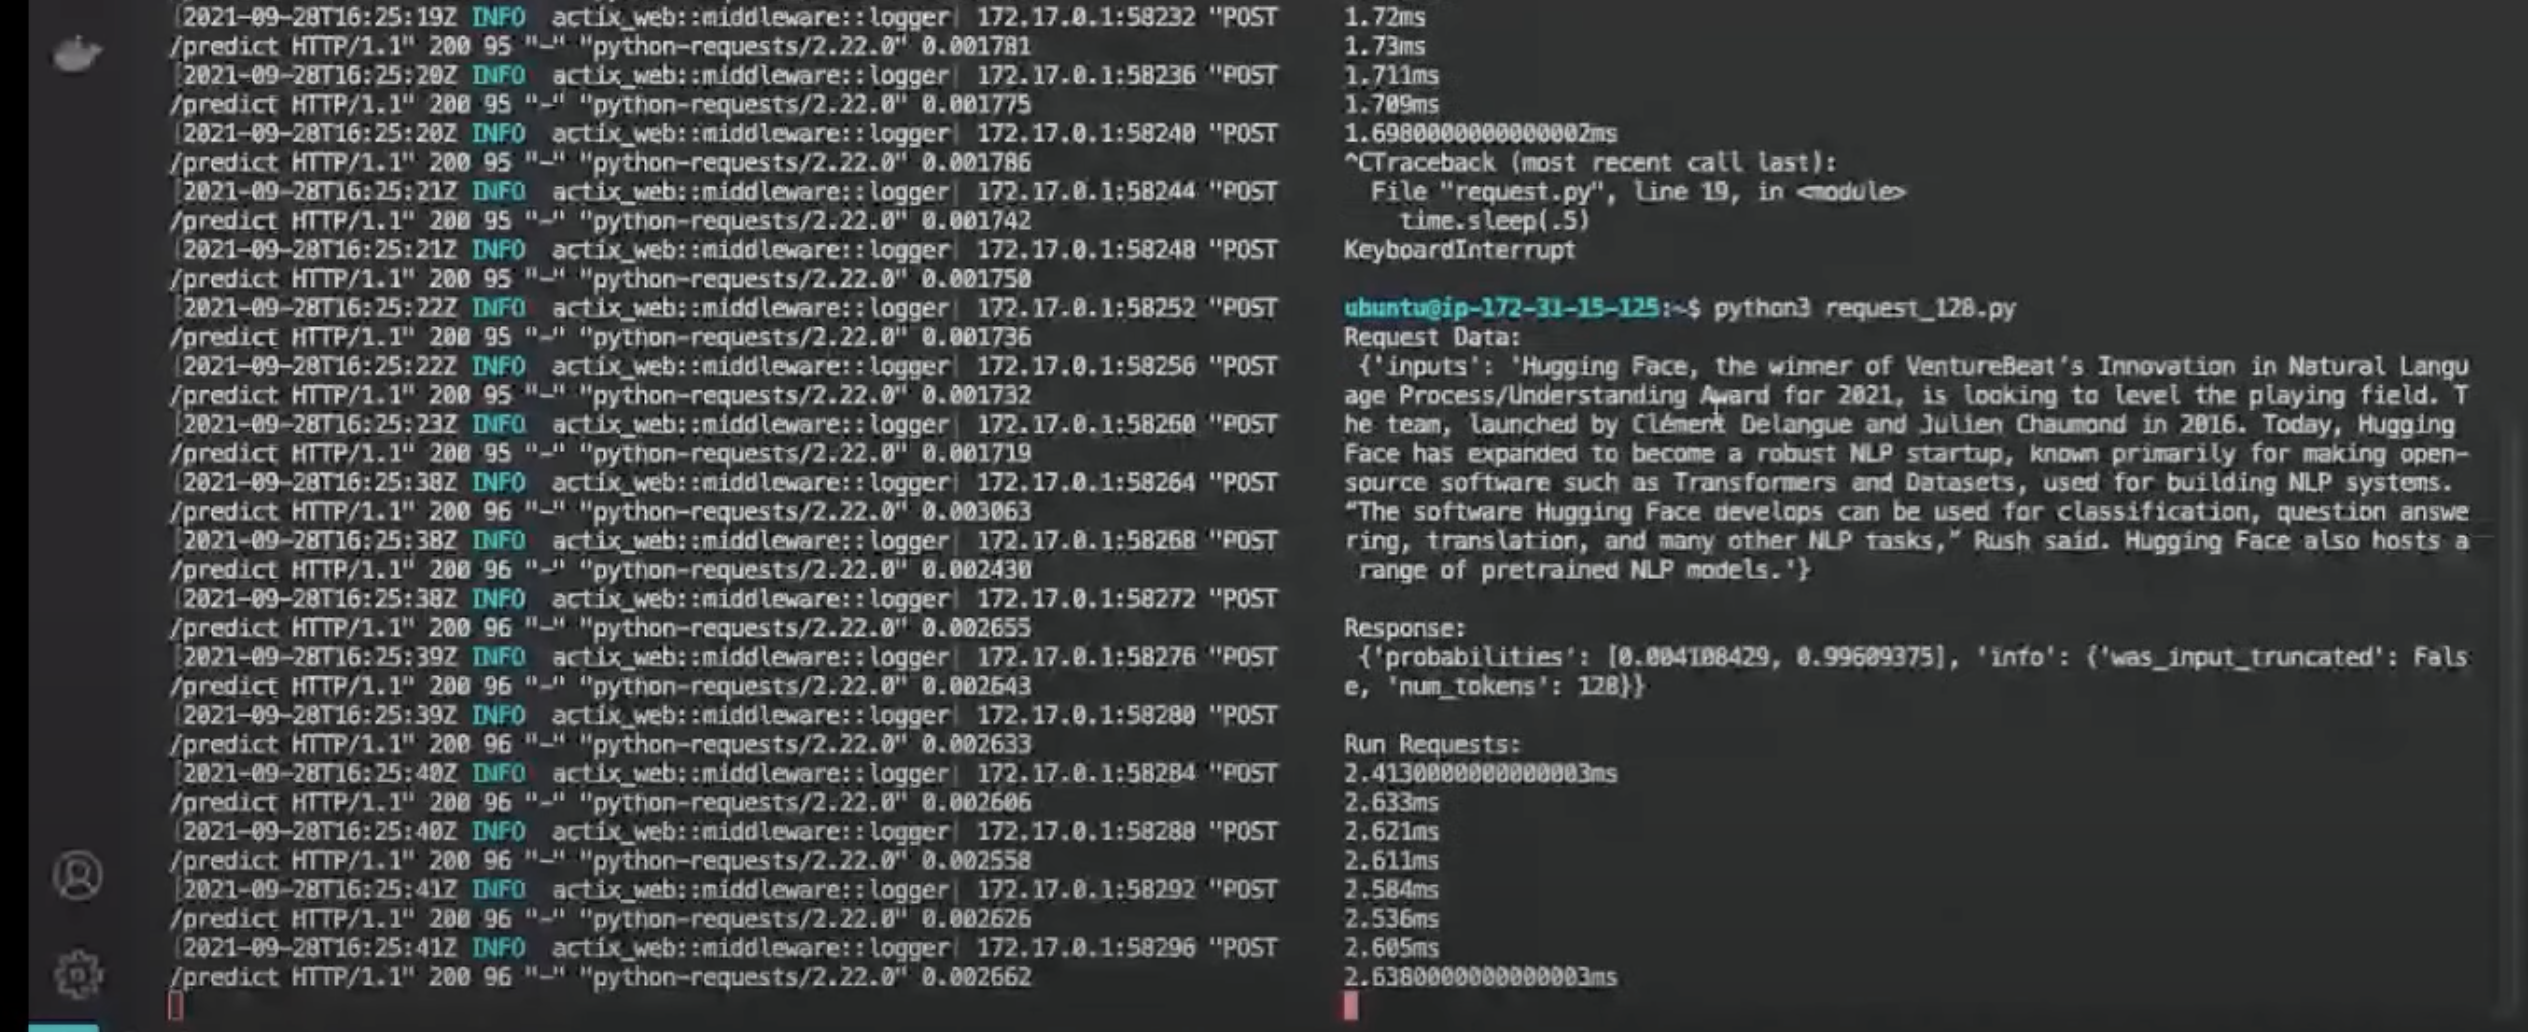 [2021-09-28T16:25:19Z INFO  actix_web::middleware::logger] 172.17.0.1:58232 "POST
/predict HTTP/1.1" 200 95 "-" "python-requests/2.22.0" 0.001781
[2021-09-28T16:25:20Z INFO  actix_web::middleware::logger] 172.17.0.1:58236 "POST
/predict HTTP/1.1" 200 95 "-" "python-requests/2.22.0" 0.001775
[2021-09-28T16:25:20Z INFO  actix_web::middleware::logger] 172.17.0.1:58240 "POST
/predict HTTP/1.1" 200 95 "-" "python-requests/2.22.0" 0.001786
[2021-09-28T16:25:21Z INFO  actix_web::middleware::logger] 172.17.0.1:58244 "POST
/predict HTTP/1.1" 200 95 "-" "python-requests/2.22.0" 0.001742
[2021-09-28T16:25:21Z INFO  actix_web::middleware::logger] 172.17.0.1:58248 "POST
/predict HTTP/1.1" 200 95 "-" "python-requests/2.22.0" 0.001750
[2021-09-28T16:25:22Z INFO  actix_web::middleware::logger] 172.17.0.1:58252 "POST
/predict HTTP/1.1" 200 95 "-" "python-requests/2.22.0" 0.001736
[2021-09-28T16:25:22Z INFO  actix_web::middleware::logger] 172.17.0.1:58256 "POST
/predict HTTP/1.1" 200 95 "-" "python-requests/2.22.0" 0.001732
[2021-09-28T16:25:23Z INFO  actix_web::middleware::logger] 172.17.0.1:58260 "POST
/predict HTTP/1.1" 200 95 "-" "python-requests/2.22.0" 0.001719
[2021-09-28T16:25:38Z INFO  actix_web::middleware::logger] 172.17.0.1:58264 "POST
/predict HTTP/1.1" 200 96 "-" "python-requests/2.22.0" 0.003063
[2021-09-28T16:25:38Z INFO  actix_web::middleware::logger] 172.17.0.1:58268 "POST
/predict HTTP/1.1" 200 96 "-" "python-requests/2.22.0" 0.002430
[2021-09-28T16:25:38Z INFO  actix_web::middleware::logger] 172.17.0.1:58272 "POST
/predict HTTP/1.1" 200 96 "-" "python-requests/2.22.0" 0.002655
[2021-09-28T16:25:39Z INFO  actix_web::middleware::logger] 172.17.0.1:58276 "POST
/predict HTTP/1.1" 200 96 "-" "python-requests/2.22.0" 0.002643
[2021-09-28T16:25:39Z INFO  actix_web::middleware::logger] 172.17.0.1:58280 "POST
/predict HTTP/1.1" 200 96 "-" "python-requests/2.22.0" 0.002633
[2021-09-28T16:25:40Z INFO  actix_web::middleware::logger] 172.17.0.1:58284 "POST
/predict HTTP/1.1" 200 96 "-" "python-requests/2.22.0" 0.002606
[2021-09-28T16:25:40Z INFO  actix_web::middleware::logger] 172.17.0.1:58288 "POST
/predict HTTP/1.1" 200 96 "-" "python-requests/2.22.0" 0.002558
[2021-09-28T16:25:41Z INFO  actix_web::middleware::logger] 172.17.0.1:58292 "POST
/predict HTTP/1.1" 200 96 "-" "python-requests/2.22.0" 0.002626
[2021-09-28T16:25:41Z INFO  actix_web::middleware::logger] 172.17.0.1:58296 "POST
/predict HTTP/1.1" 200 96 "-" "python-requests/2.22.0" 0.002662
1.72ms
1.73ms
1.711ms
1.709ms
1.6980000000000002ms
^CTraceback (most recent call last):
  File "request.py", line 19, in <module>
    time.sleep(.5)
KeyboardInterrupt
ubuntu@ip-172-31-15-125:~$ python3 request_128.py
Request Data:
 {'inputs': 'Hugging Face, the winner of VentureBeat's Innovation in Natural Langu
age Process/Understanding Award for 2021, is looking to level the playing field. T
he team, launched by Clément Delangue and Julien Chaumond in 2016. Today, Hugging
Face has expanded to become a robust NLP startup, known primarily for making open-
source software such as Transformers and Datasets, used for building NLP systems.
“The software Hugging Face develops can be used for classification, question answe
ring, translation, and many other NLP tasks,” Rush said. Hugging Face also hosts a
 range of pretrained NLP models.'}
Response:
 {'probabilities': [0.004108429, 0.99609375], 'info': {'was_input_truncated': Fals
e, 'num_tokens': 128}}
Run Requests:
2.4130000000000003ms
2.633ms
2.621ms
2.611ms
2.584ms
2.536ms
2.605ms
2.6380000000000003ms